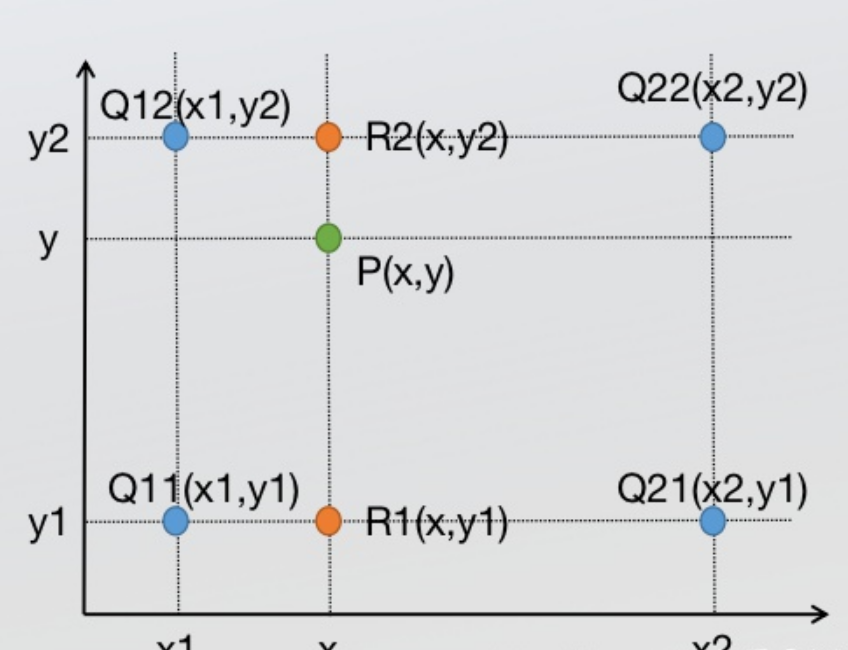 Q22(x2,y2)
Q12(x1,y2)
y2
R2(x,y2)
y
P(x,y)
Q11(x1,y1)
Q21(x2,y1)
y1
R1(x,y1)
x1
x
x2